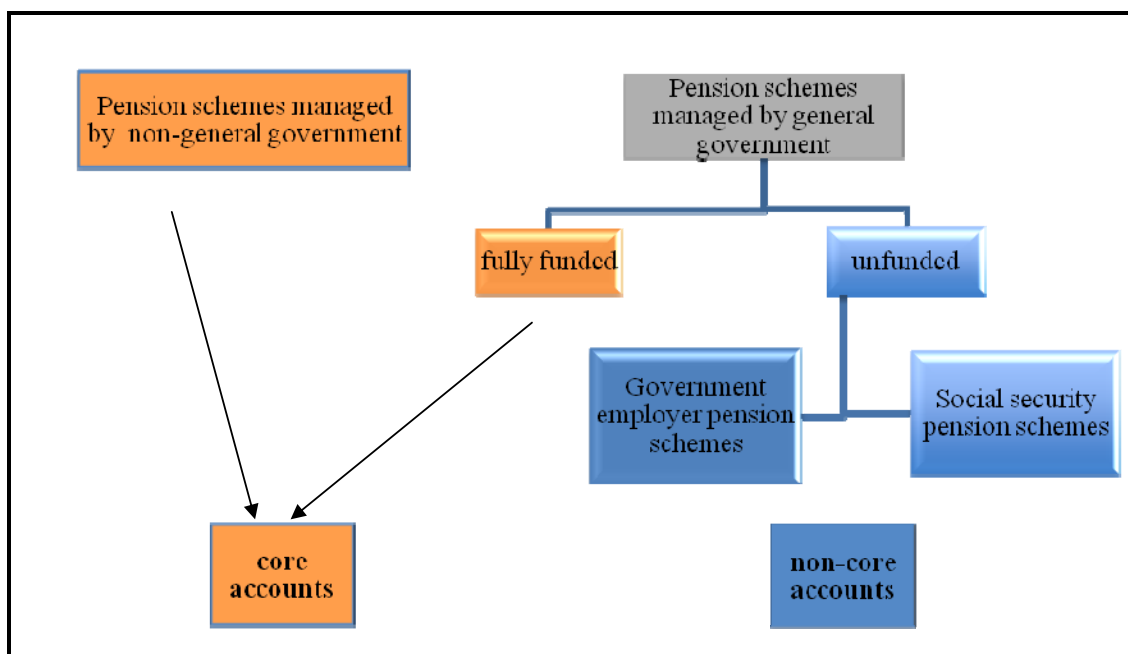 Pension schemes managed
by non-general government
Pension schemes
managed by general
government
fully funded
unfunded
Government
employer pension
schemes
Social security
pension schemes
core
accounts
non-core
accounts